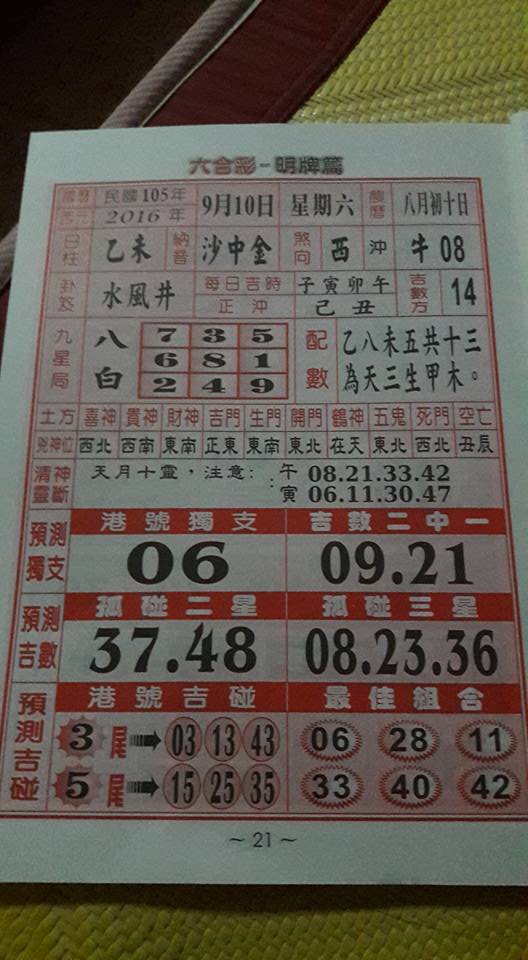 六合彩-明牌篇
國曆 民國105年 9月10日 星期六 農曆 八月初十日
西元 2016年
日柱 乙未 納音 沙中金 煞向 西 沖 牛 08
卦爻 水風井 每日吉時 子寅卯午 吉數方 14
正沖 己丑
九星局 八白 7 3 5 配數 乙八未五共十三
6 8 1 為天三生甲木。
2 4 9
土方 喜神 貴神 財神 吉門 生門 開門 鶴神 五鬼 死門 空亡
兇神位 西北 西南 東南 正東 東南 東北 在天 東北 西北 丑辰
清神靈斷 天月十靈,注意: 午 08.21.33.42
: 寅 06.11.30.47
預測獨支 港號獨支 吉數二中一
06 09.21
預測吉數 孤碰二星 孤碰三星
37.48 08.23.36
預測吉碰 港號吉碰 最佳組合
3尾 03 13 43 06 28 11
5尾 15 25 35 33 40 42
~ 21 ~